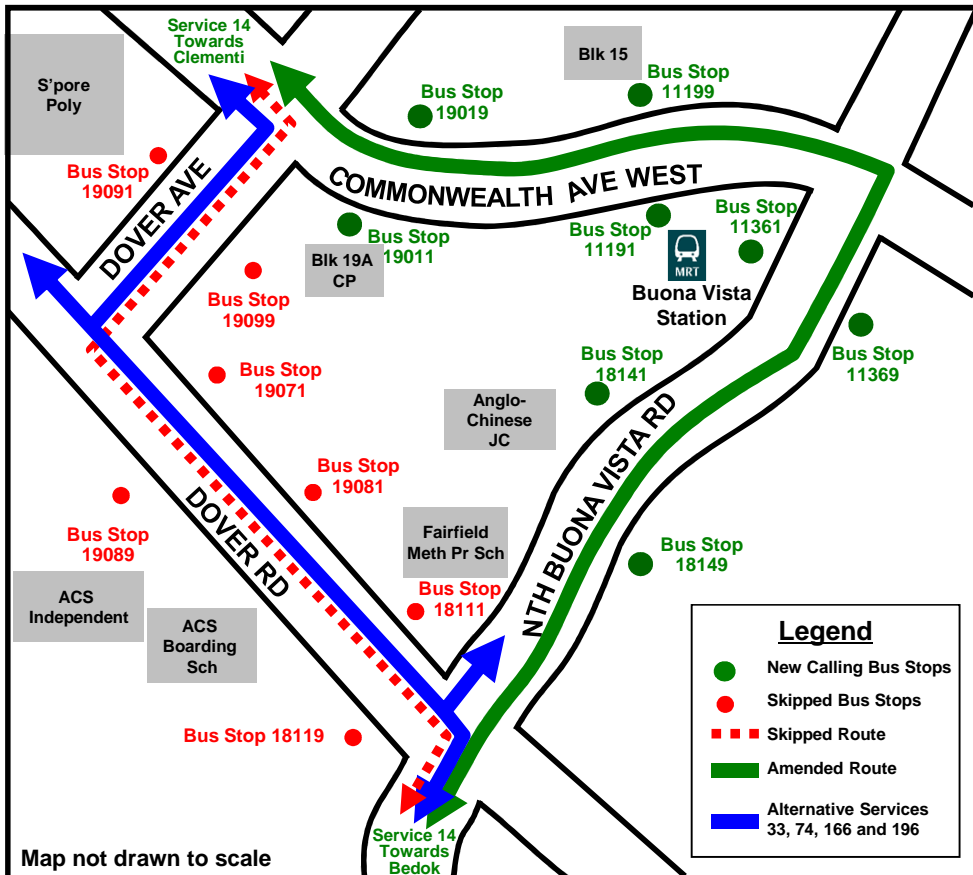 Service 14
Towards
Clementi
S'pore
Poly
Blk 15
Bus Stop
11199
Bus Stop
19019
Bus Stop
19091
DOVER AVE
COMMONWEALTH AVE WEST
Bus Stop
19011
Blk 19A
CP
Bus Stop
11191
Bus Stop
11361
MRT
Buona Vista
Station
Bus Stop
19099
Bus Stop
19071
Bus Stop
18141
Bus Stop
11369
Anglo-
Chinese
JC
NTH BUONA VISTA RD
Bus Stop
19081
DOVER RD
Bus Stop
19089
Fairfield
Meth Pr Sch
Bus Stop
18111
Bus Stop
18149
ACS
Independent
ACS
Boarding
Sch
Bus Stop 18119
Service 14
Towards
Bedok
Map not drawn to scale
Legend
New Calling Bus Stops
Skipped Bus Stops
Skipped Route
Amended Route
Alternative Services
33, 74, 166 and 196